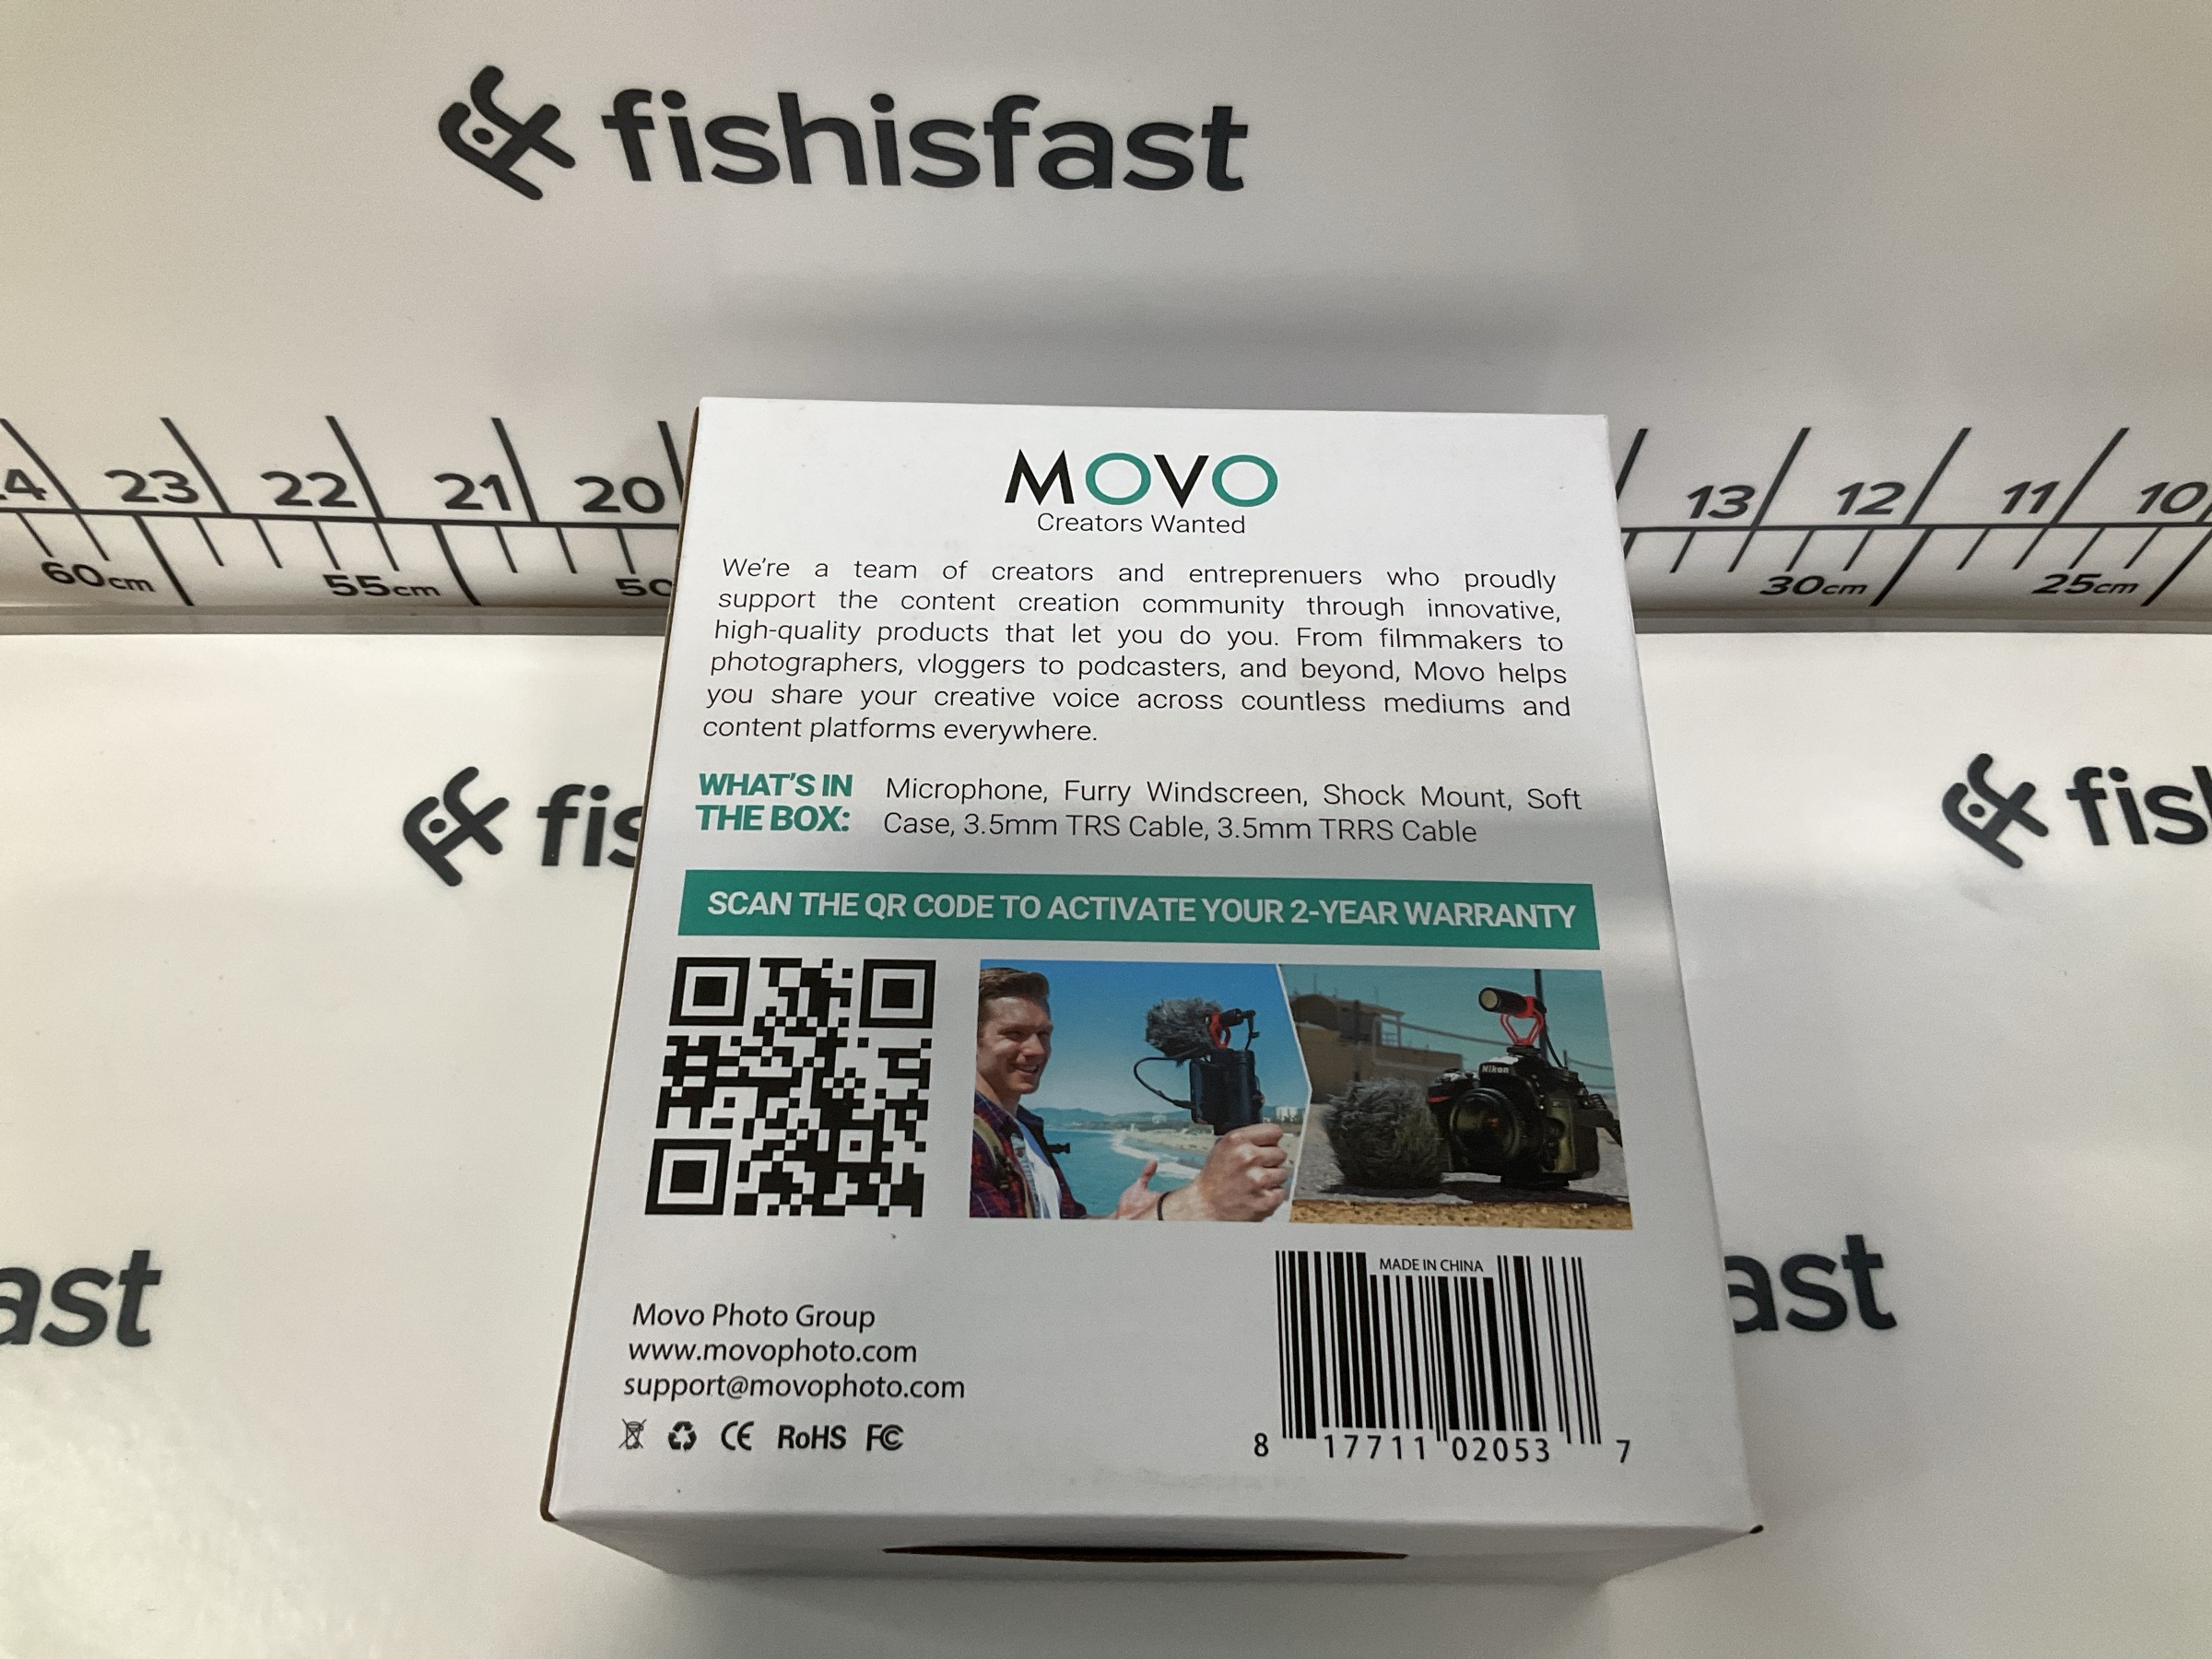 fishisfast
23 22 21 20 13 12 11 10
60cm 55cm 30cm 25cm
MOVO
Creators Wanted
We're a team of creators and entreprenuers who proudly
support the content creation community through innovative,
high-quality products that let you do you. From filmmakers to
photographers, vloggers to podcasters, and beyond, Movo helps
you share your creative voice across countless mediums and
content platforms everywhere.
WHAT'S IN
THE BOX:
Microphone, Furry Windscreen, Shock Mount, Soft
Case, 3.5mm TRS Cable, 3.5mm TRRS Cable
fis
fis
SCAN THE QR CODE TO ACTIVATE YOUR 2-YEAR WARRANTY
Nikon
ast
ast
MADE IN CHINA
Movo Photo Group
www.movophoto.com
support@movophoto.com
CE RoHS FC
8 17711 02053 7